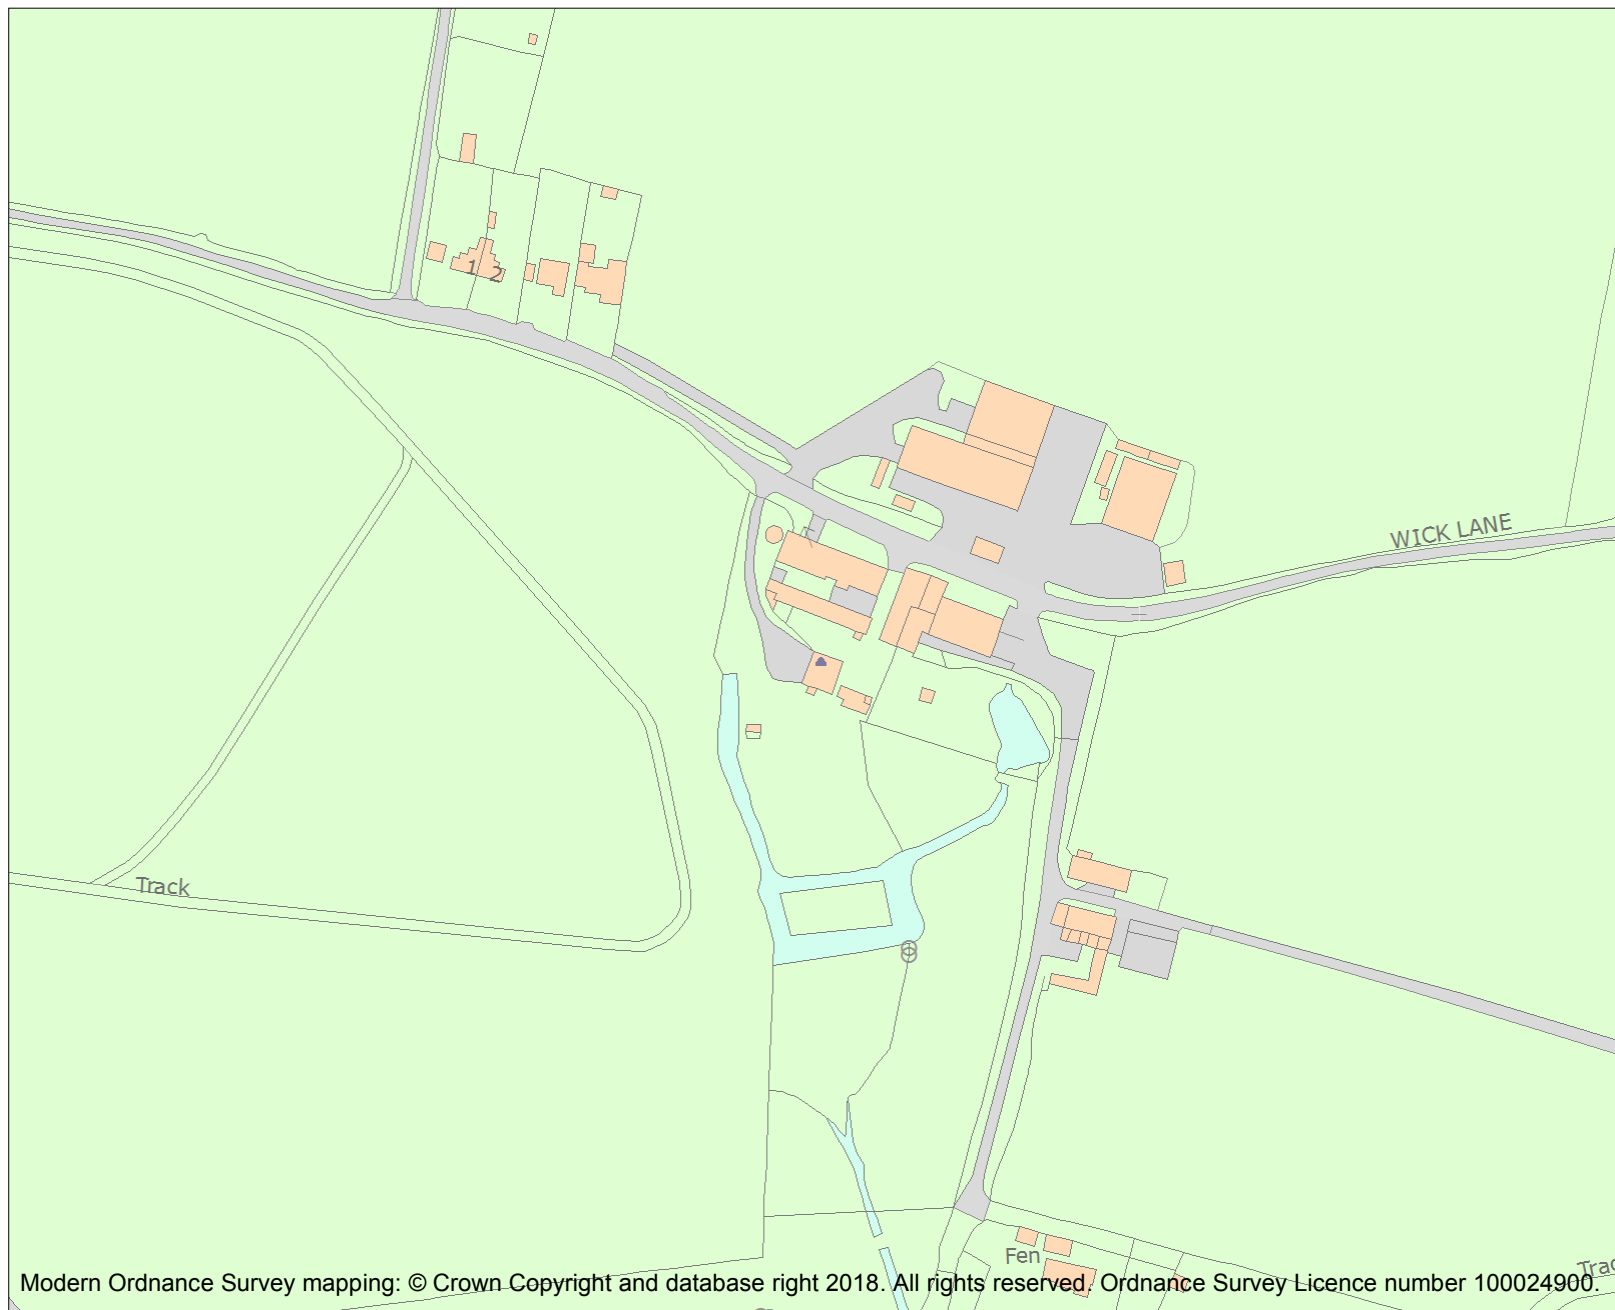 1
2
WICK LANE
Track
Fen
Modern Ordnance Survey mapping: © Crown Copyright and database right 2018. All rights reserved. Ordnance Survey Licence number 100024900.